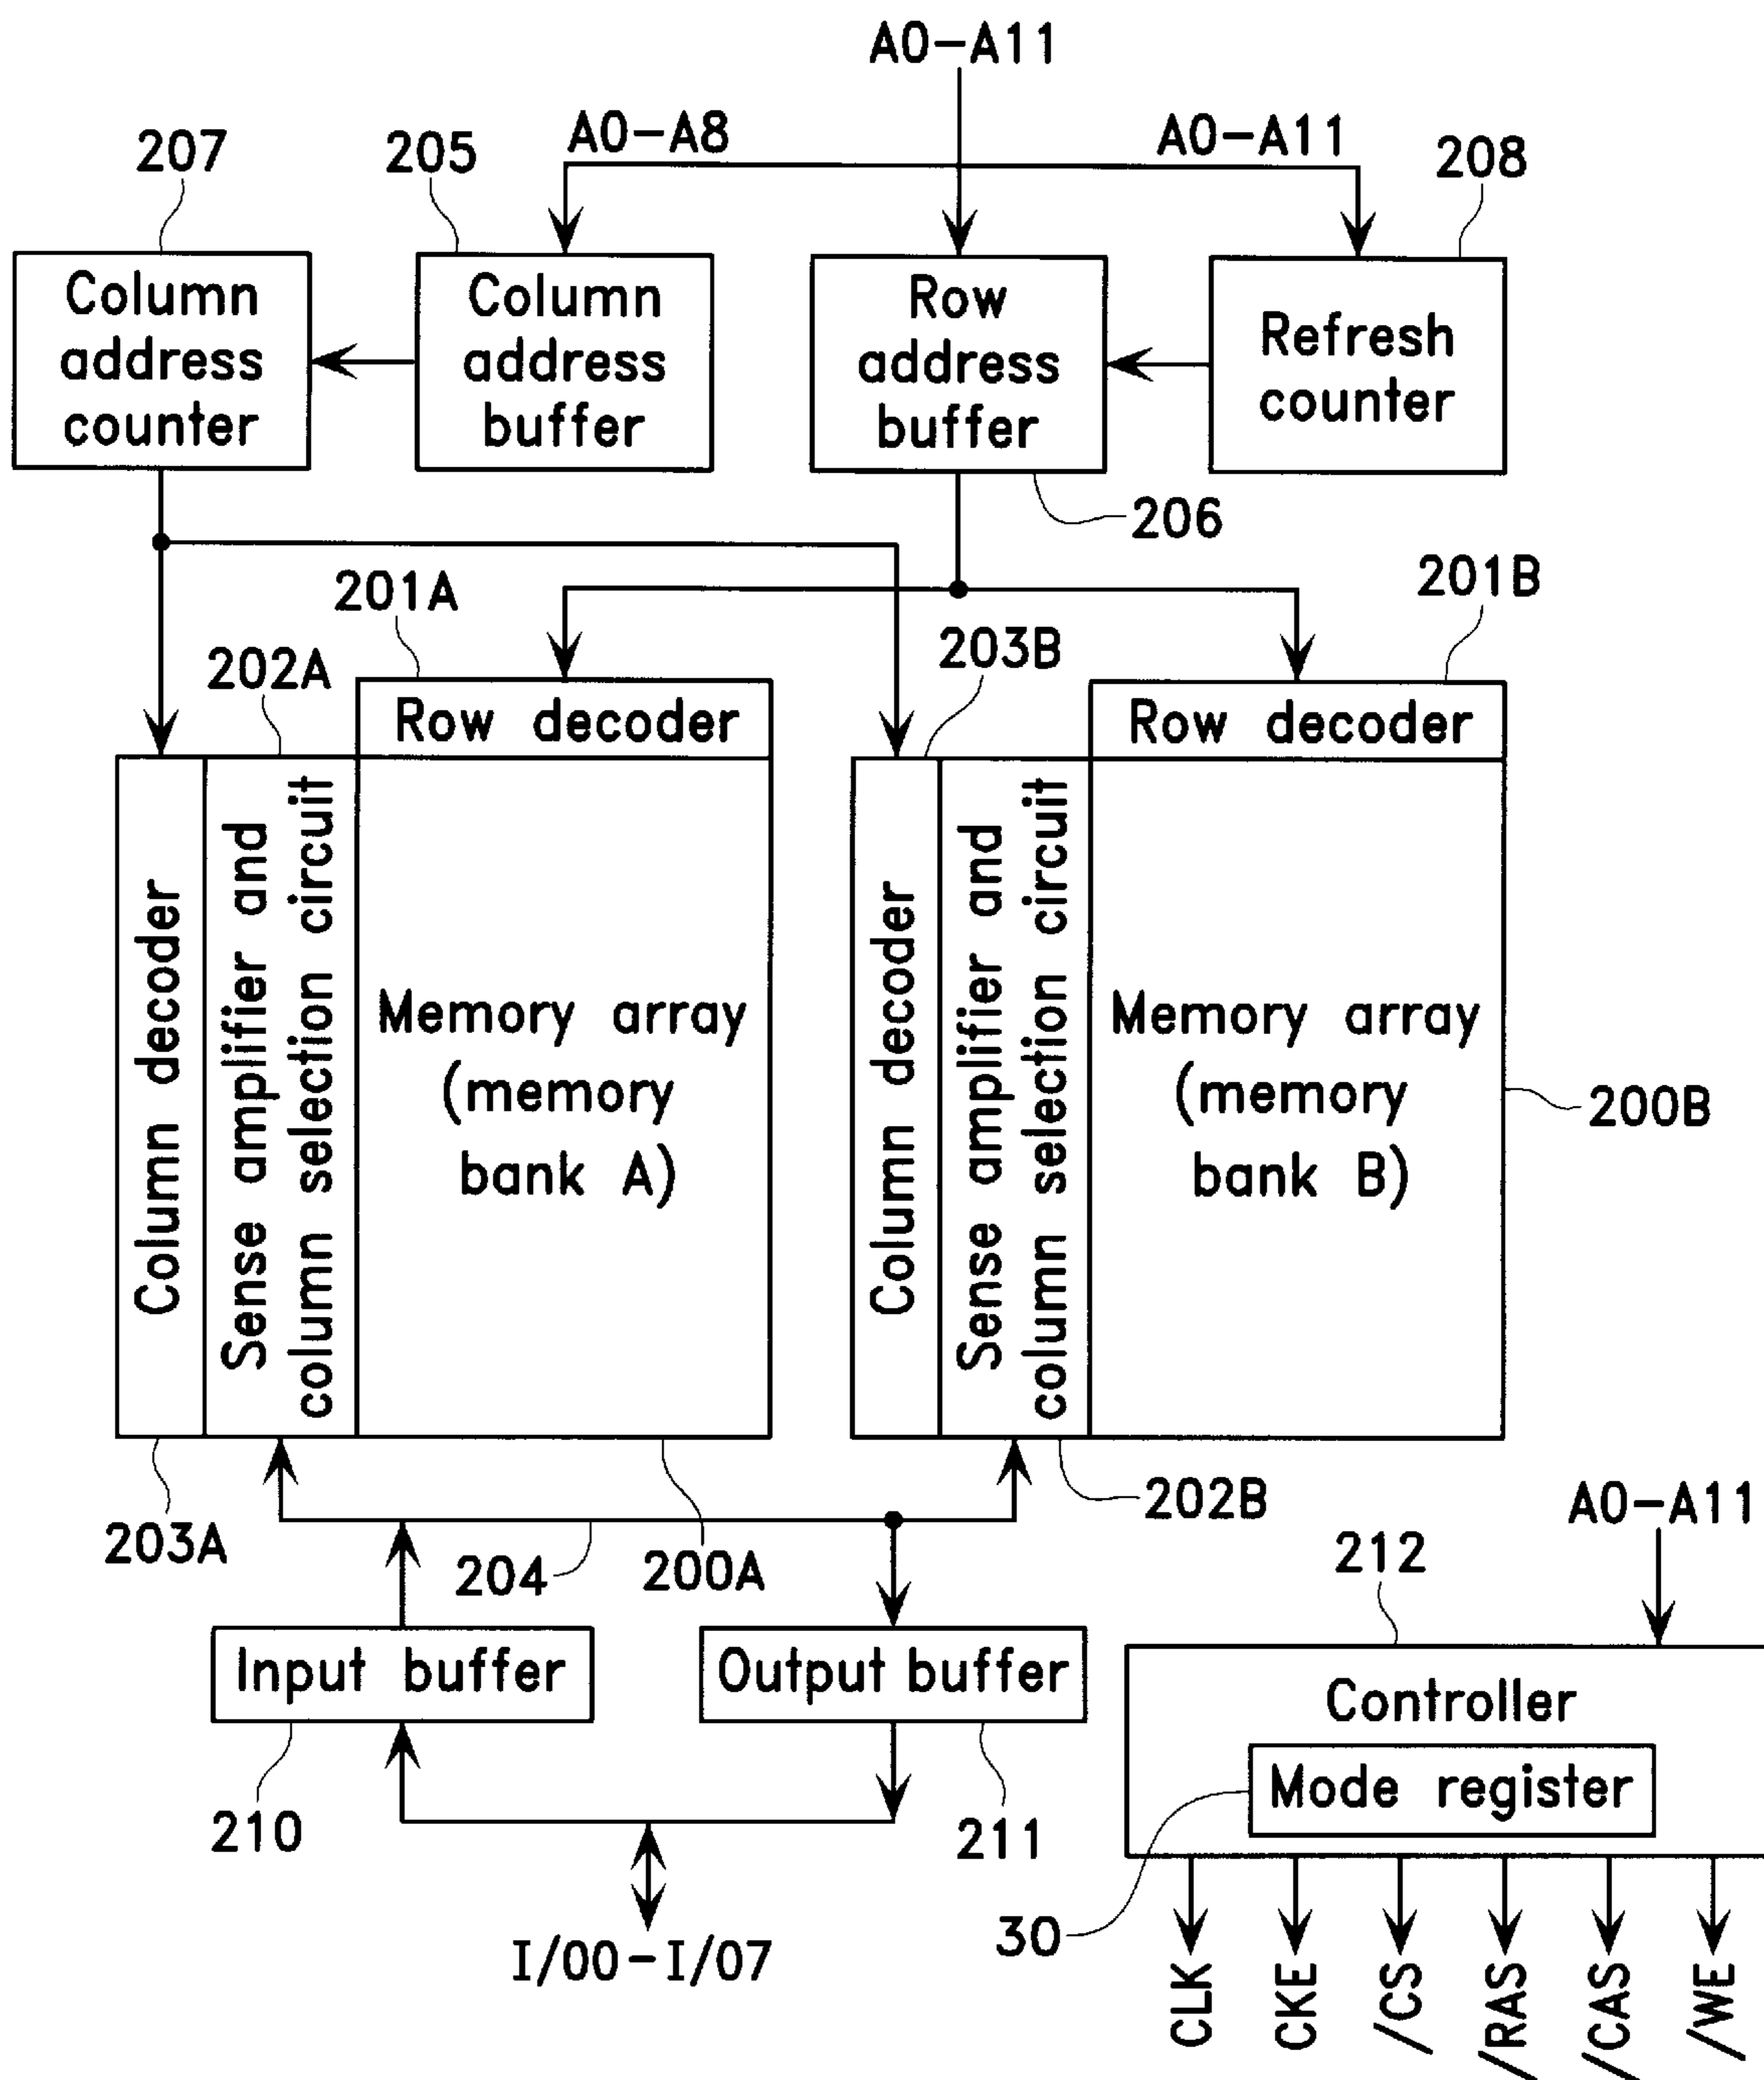 A0-A11
A0-A8
A0-A11
207
205
208
Column
address
counter
Column
address
buffer
Row
address
buffer
Refresh
counter
206
201A
201B
202A
203B
Row decoder
Row decoder
Column decoder
Sense amplifier and
column selection circuit
Memory array
(memory
bank A)
Column decoder
Sense amplifier and
column selection circuit
Memory array
(memory
bank B)
200B
203A
204
200A
202B
A0-A11
212
Input buffer
Output buffer
Controller
Mode register
210
211
30
I/00-I/07
CLK
CKE
/CS
/RAS
/CAS
/WE